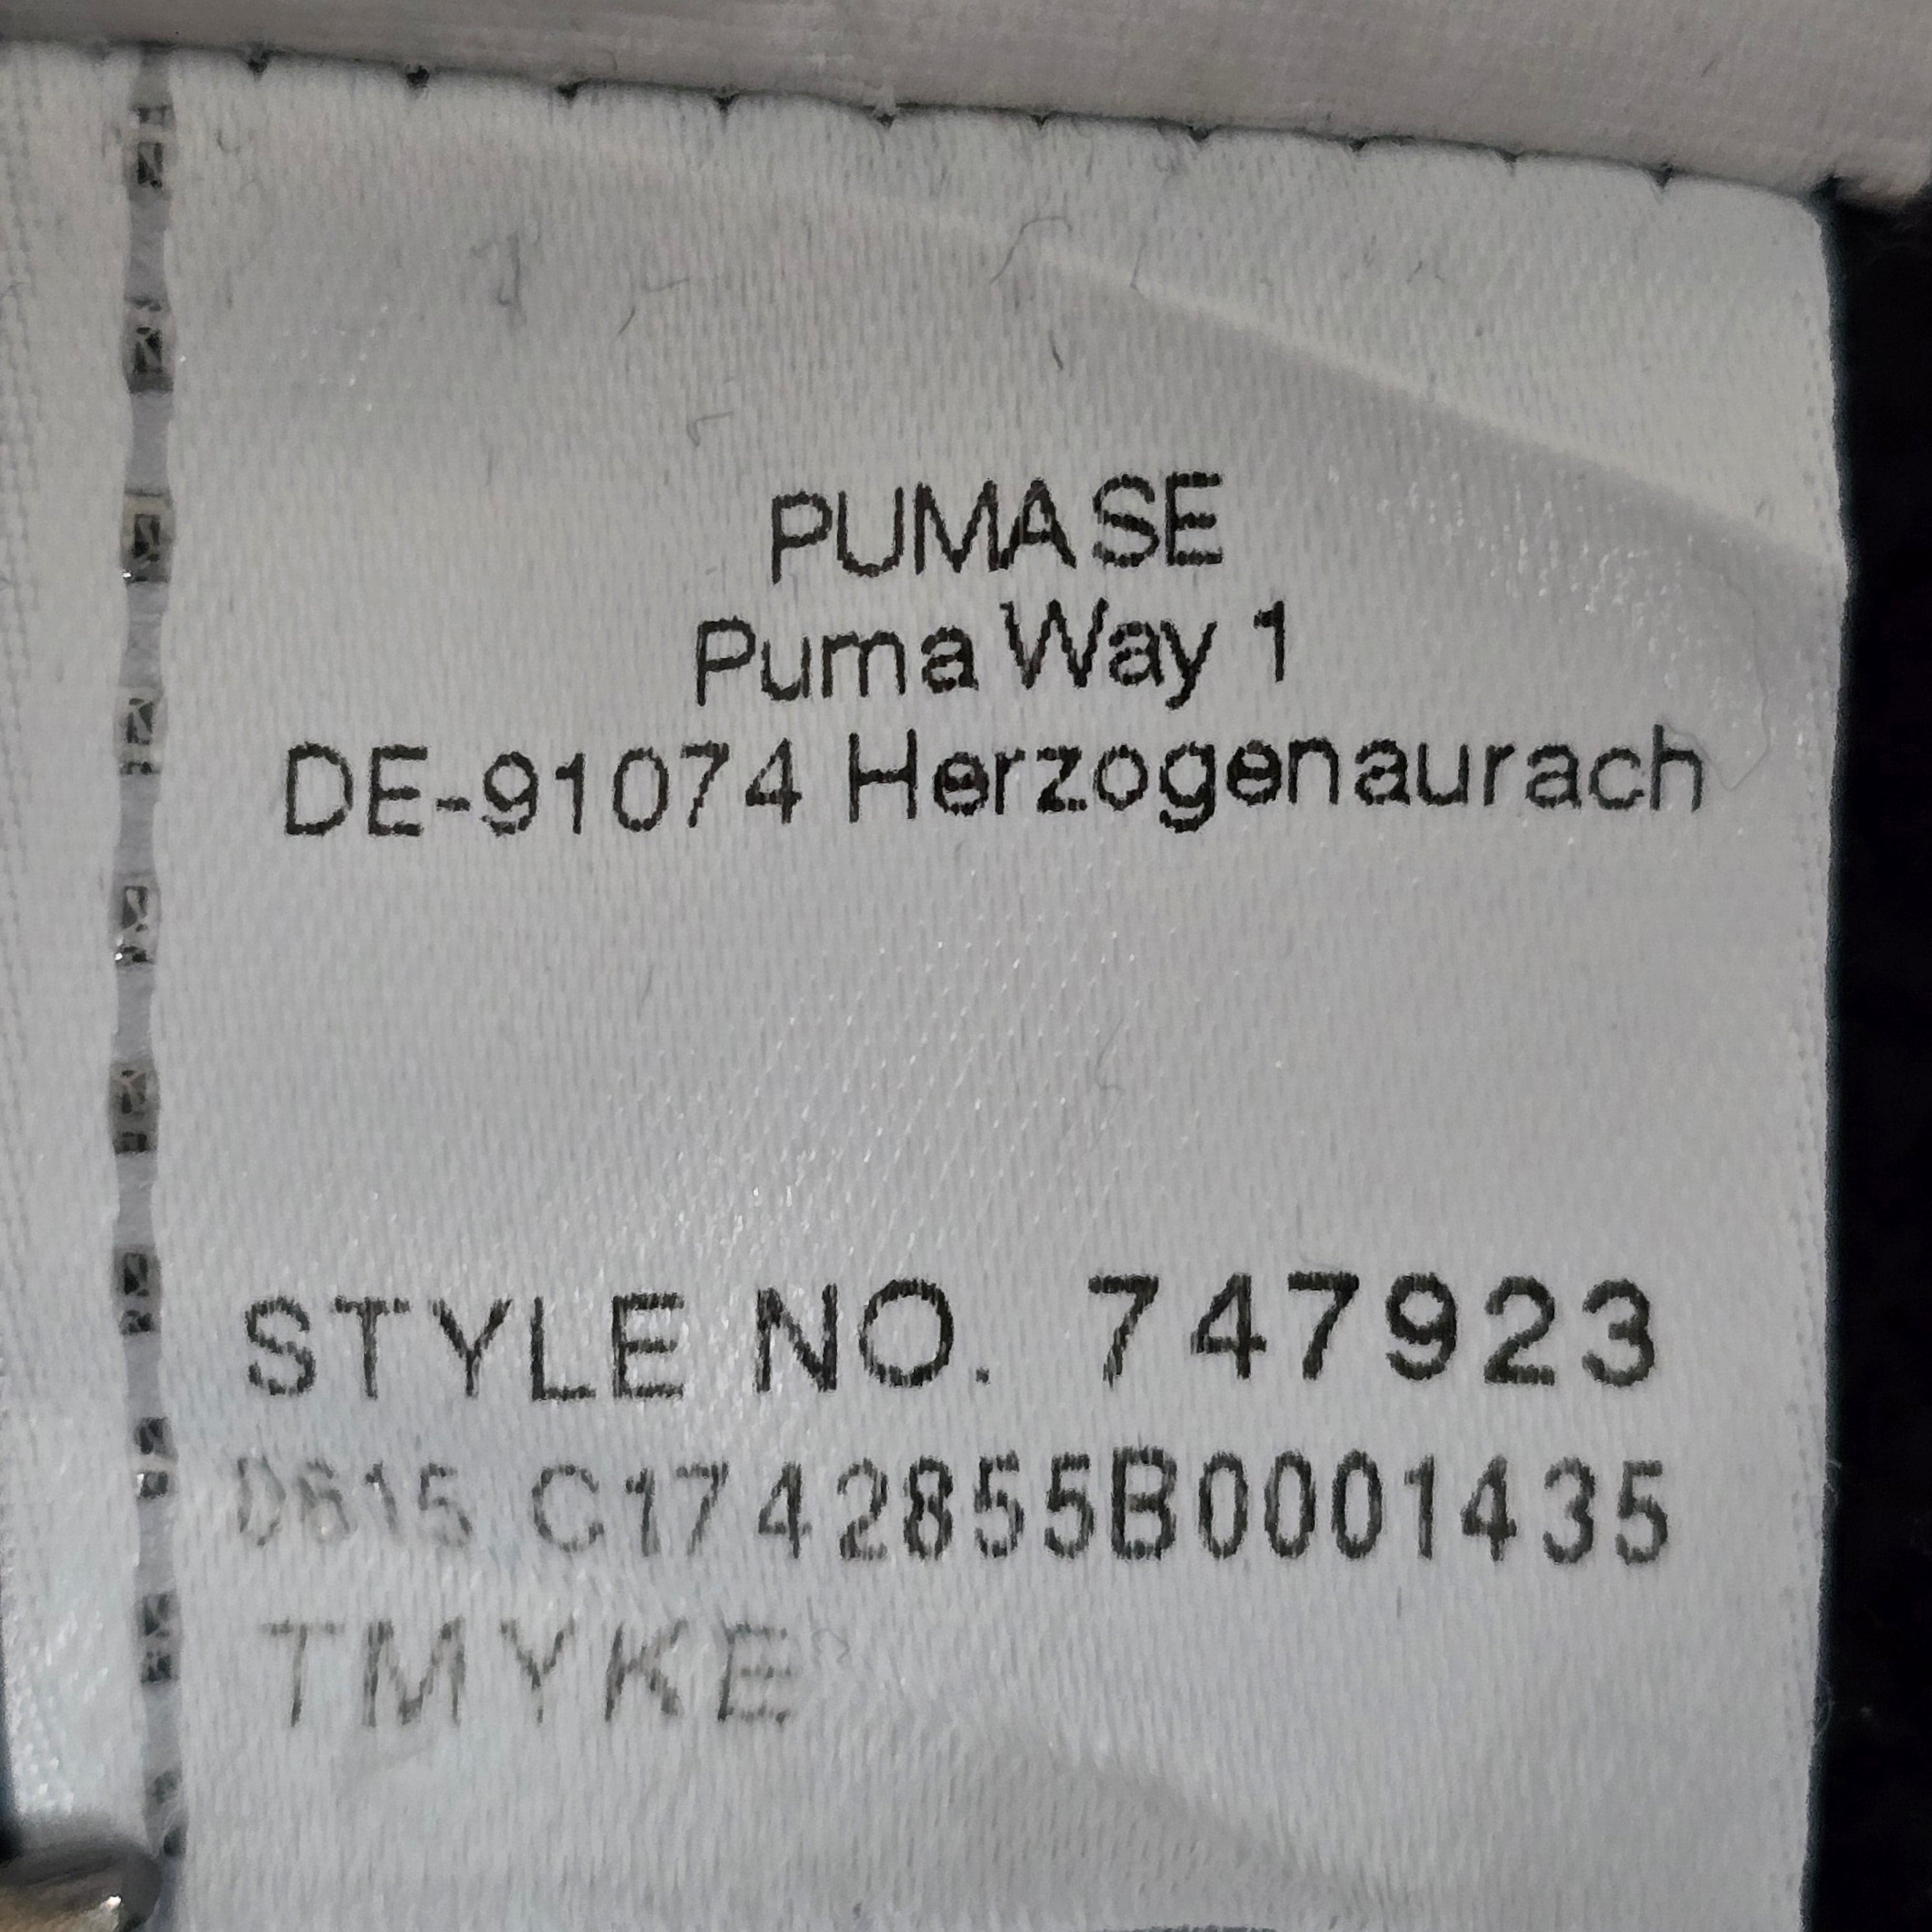 PUMA SE
Puma Way 1
DE-91074 Herzogenaurach
STYLE NO. 747923
0615 C1742855B0001435
TMYKE